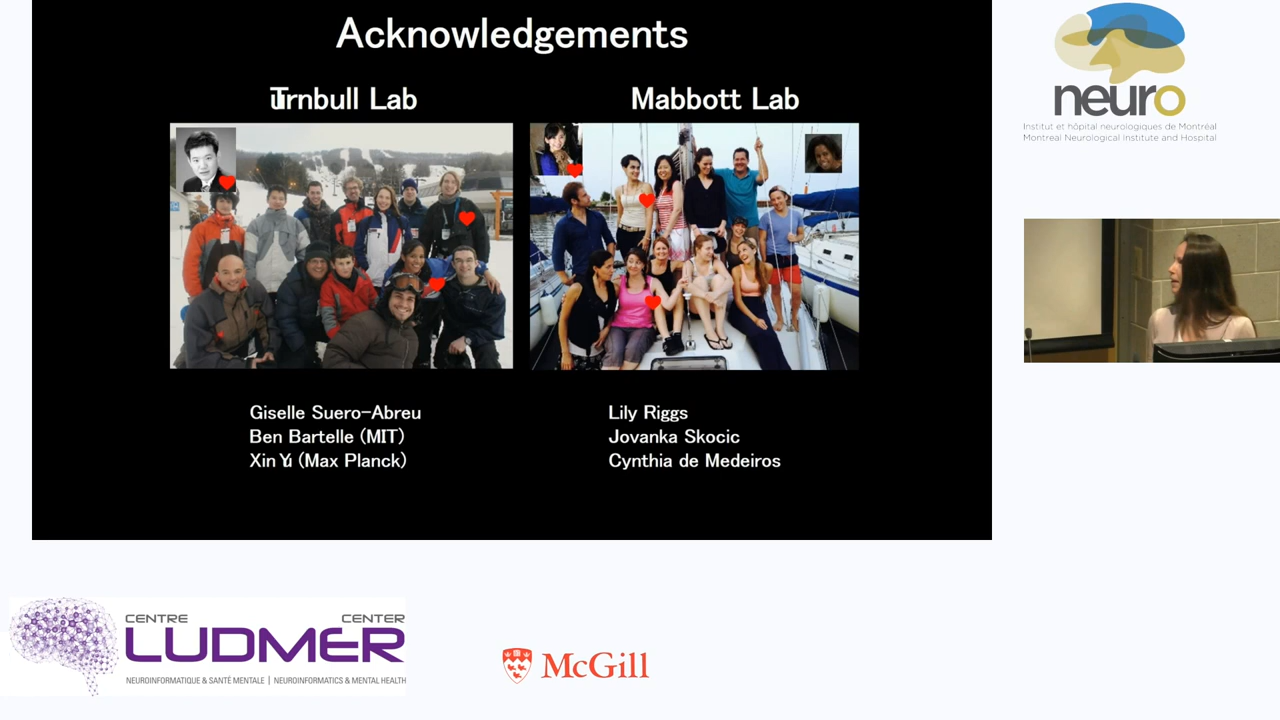 Acknowledgements
Turnbull Lab
Mabbott Lab
Giselle Suero-Abreu
Ben Bartelle (MIT)
Xin Yu (Max Planck)
Lily Riggs
Jovanka Skocic
Cynthia de Medeiros
neuro
Institut et hôpital neurologiques de Montréal
Montreal Neurological Institute and Hospital
CENTRE CENTER
LUDMER
NEUROINFORMATIQUE & SANTÉ MENTALE | NEUROINFORMATICS & MENTAL HEALTH
McGill